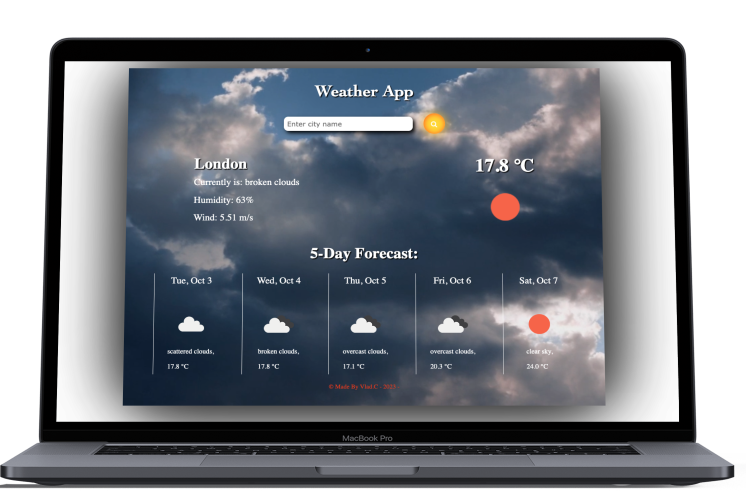 Weather App
Enter city name
London
17.8 °C
Currently is: broken clouds
Humidity: 63%
Wind: 5.51 m/s
5-Day Forecast:
Tue, Oct 3
Wed, Oct 4
Thu, Oct 5
Fri, Oct 6
Sat, Oct 7
scattered clouds,
broken clouds,
overcast clouds,
overcast clouds,
clear sky,
17.8 °C
17.8 °C
17.1 °C
20.3 °C
24.0 °C
© Made By Vlad-C - 2023 -
MacBook Pro